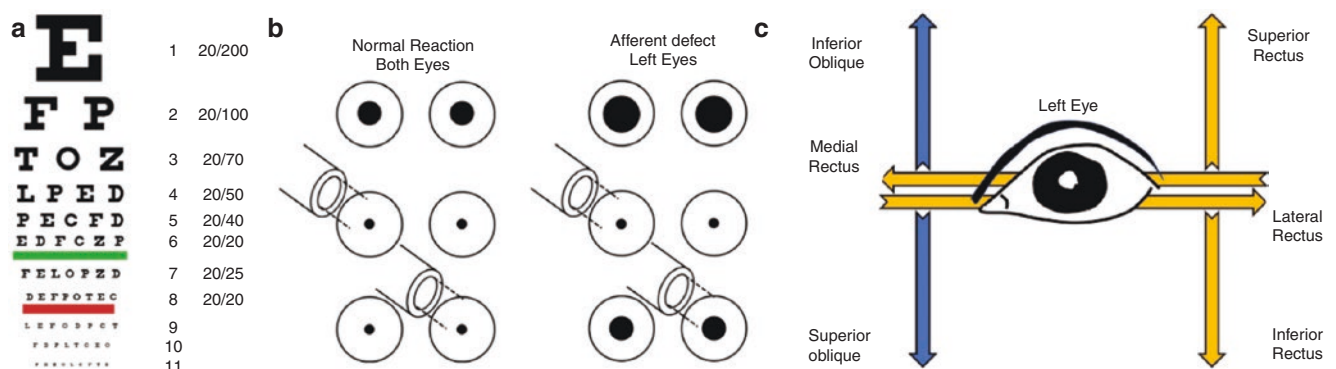 a
E 1 20/200
F P 2 20/100
T O Z 3 20/70
L P E D 4 20/50
P E C F D 5 20/40
E D F C Z P 6 20/20
F E L O P Z D 7 20/25
D E F P O T E C 8 20/20
L E F O D P C T 9
F D P L T C E O 10
11
b
Normal Reaction
Both Eyes
Afferent defect
Left Eyes
c
Inferior
Oblique
Superior
Rectus
Left Eye
Medial
Rectus
Lateral
Rectus
Superior
oblique
Inferior
Rectus